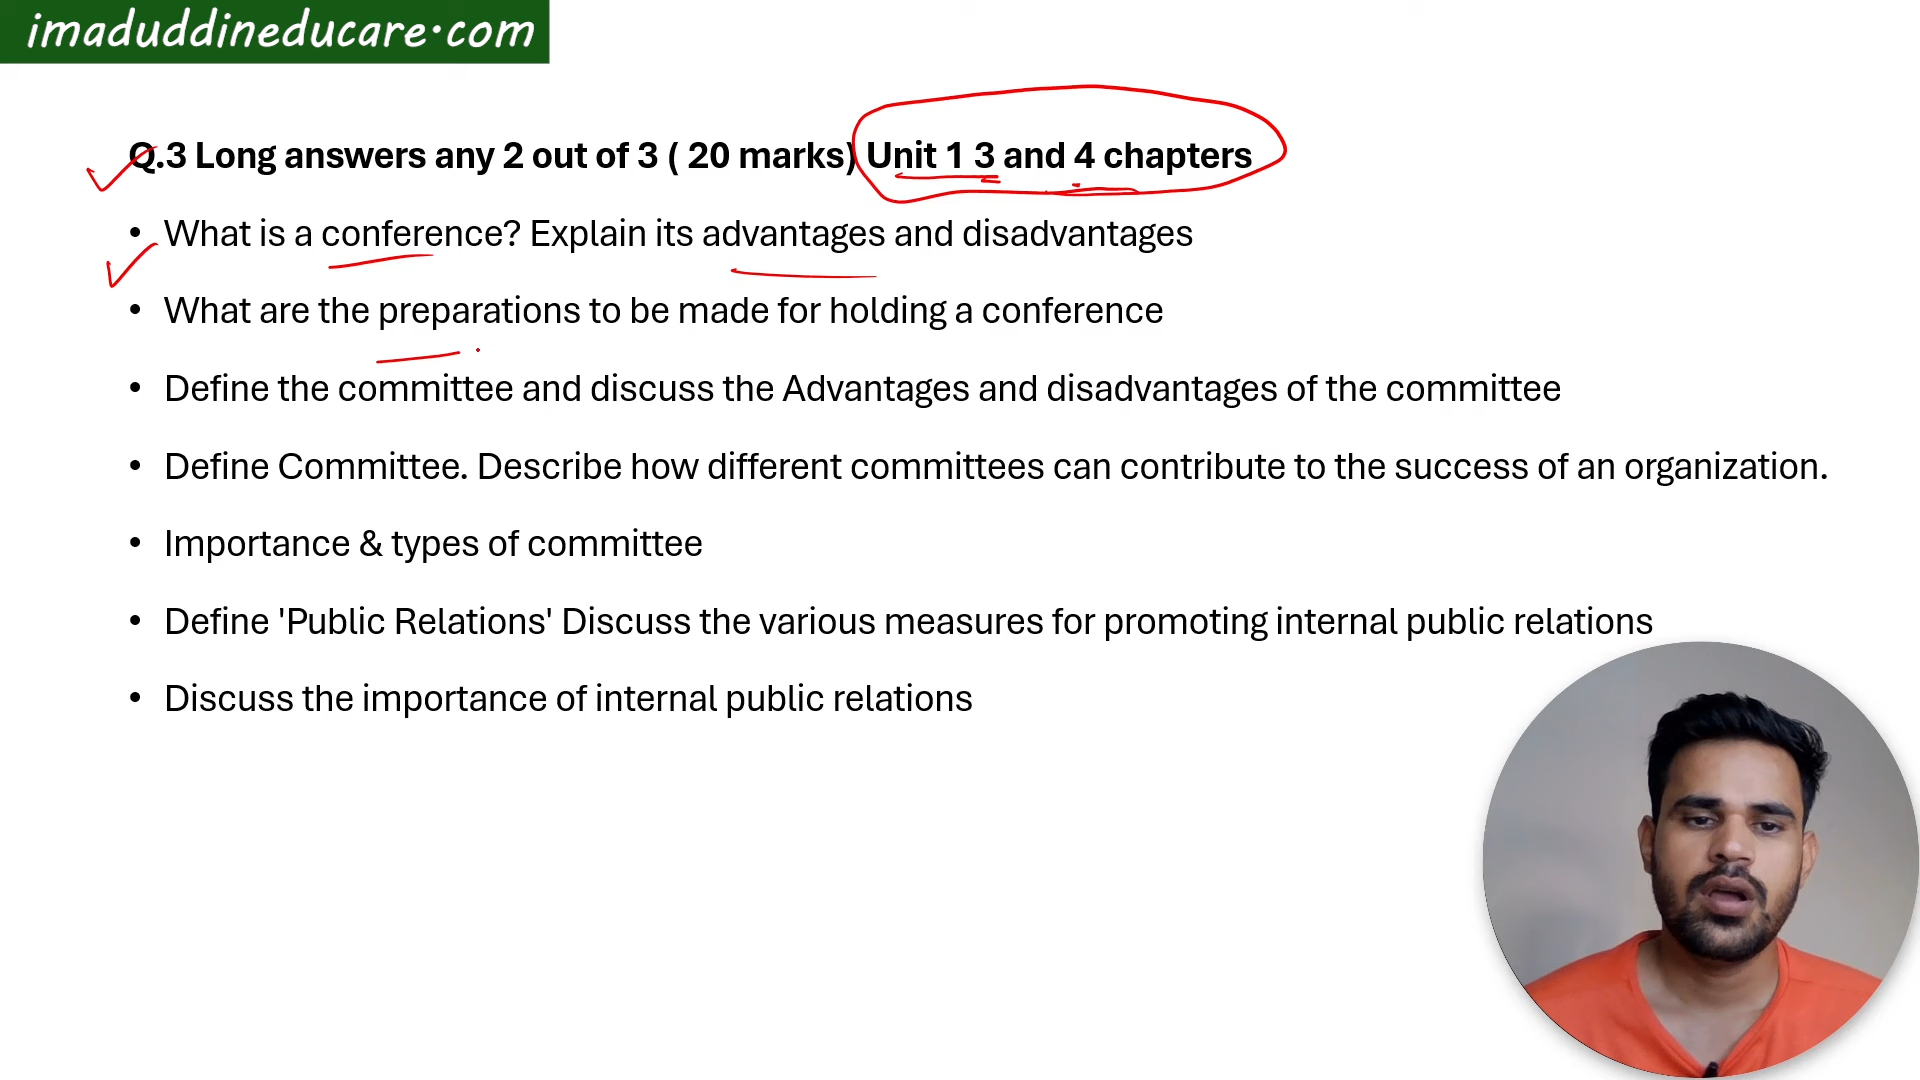 imaduddineducare.com
Q.3 Long answers any 2 out of 3 ( 20 marks) Unit 1 3 and 4 chapters
• What is a conference? Explain its advantages and disadvantages
• What are the preparations to be made for holding a conference
• Define the committee and discuss the Advantages and disadvantages of the committee
• Define Committee. Describe how different committees can contribute to the success of an organization.
• Importance & types of committee
• Define 'Public Relations' Discuss the various measures for promoting internal public relations
• Discuss the importance of internal public relations